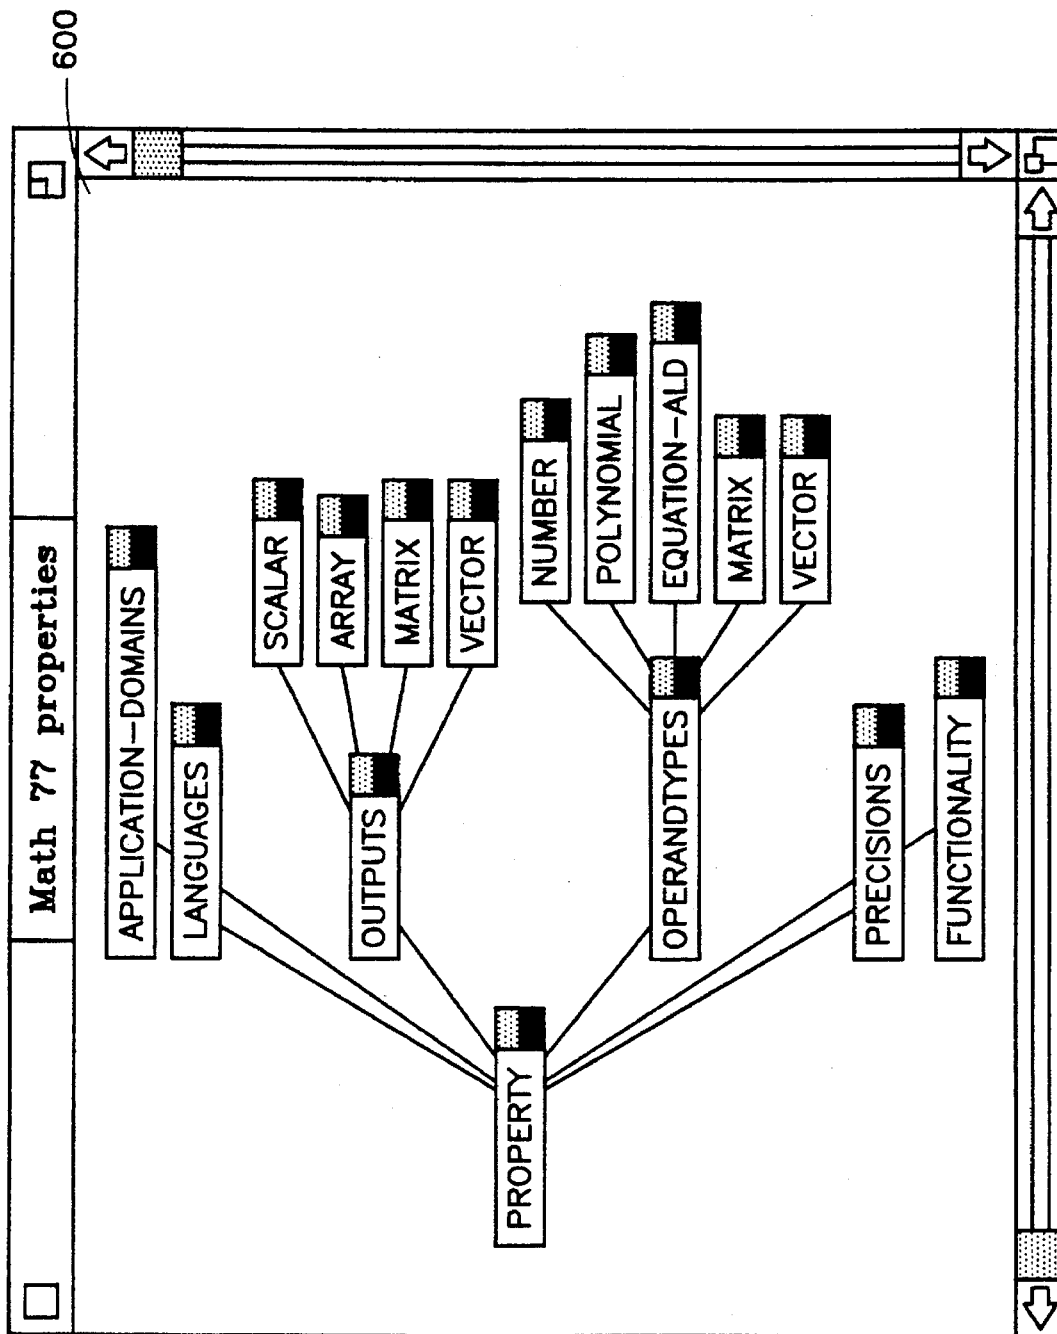 600
Math 77 properties
APPLICATION-DOMAINS
LANGUAGES
SCALAR
ARRAY
OUTPUTS
MATRIX
VECTOR
PROPERTY
NUMBER
POLYNOMIAL
OPERANDTYPES
EQUATION-ALD
MATRIX
VECTOR
PRECISIONS
FUNCTIONALITY